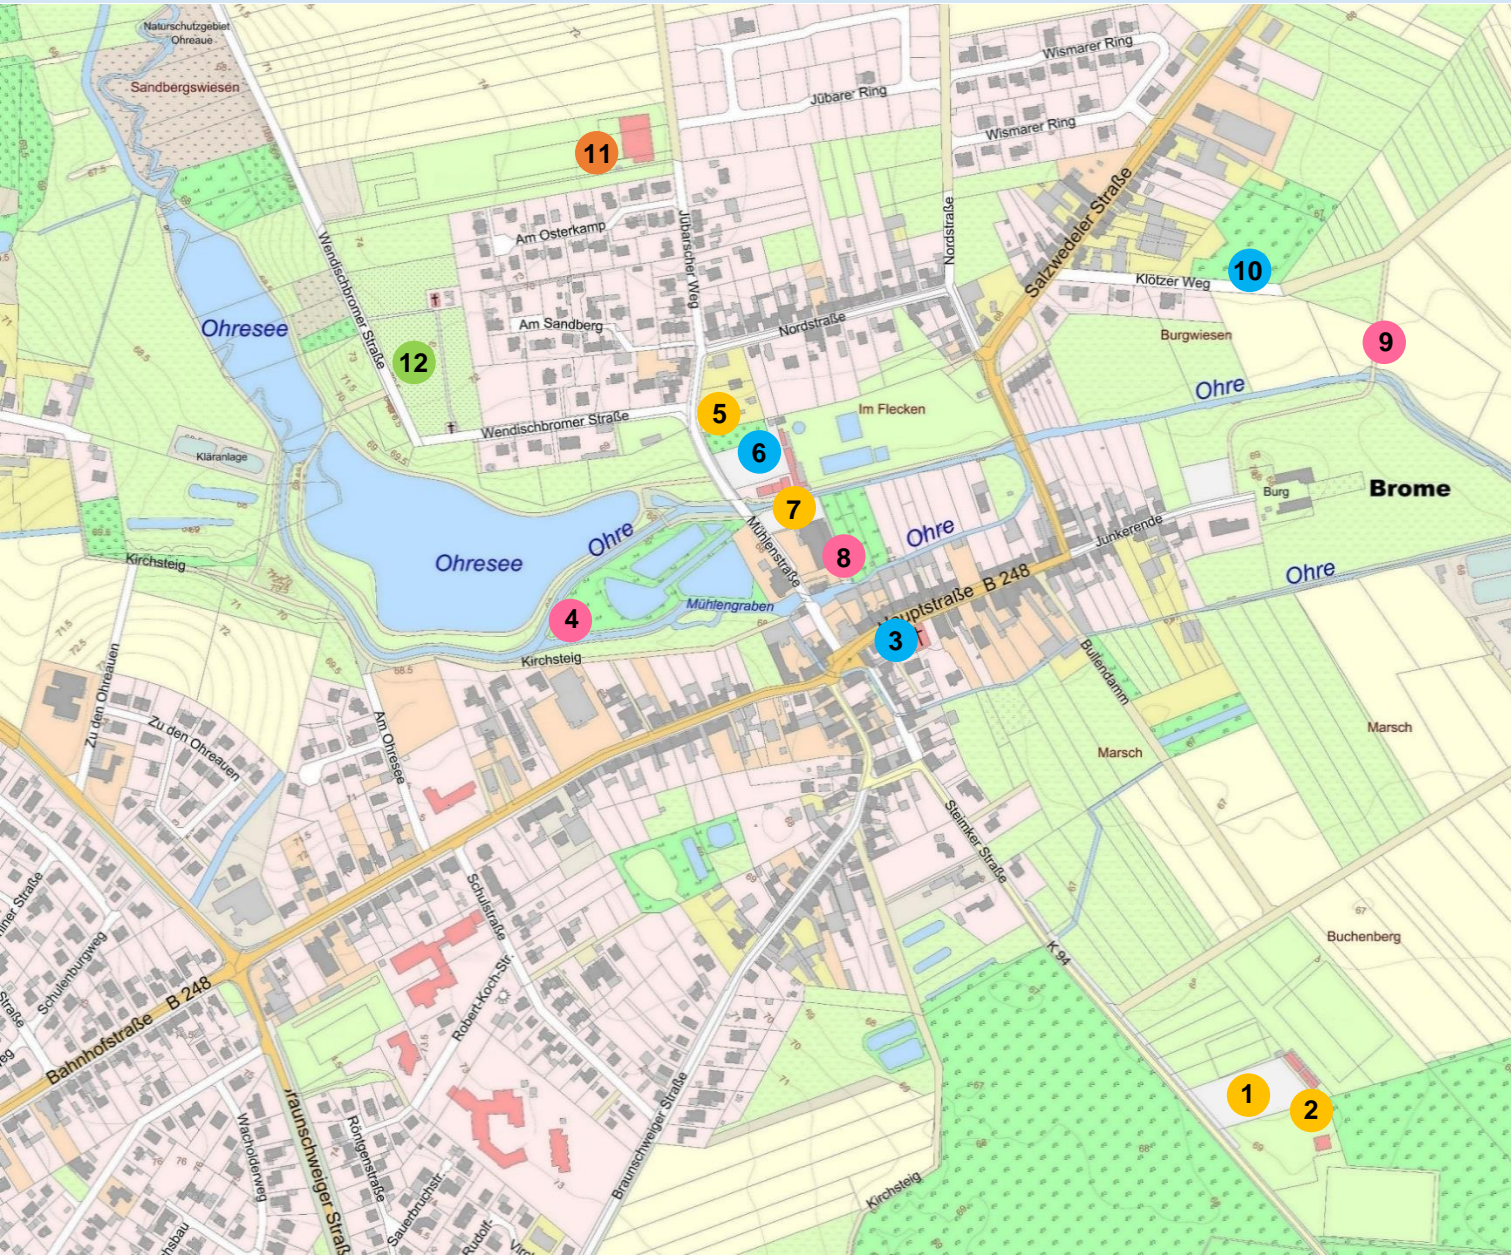 Naturschutzgebiet
Ohreaue
Sandbergswiesen
Wismarer Ring
Jübarer Ring
Wismarer Ring
11
Salzwedeler Straße
Jübarscher Weg
Nordstraße
Am Osterkamp
Wendischbromer Straße
10
Klötzer Weg
Ohresee
Am Sandberg
Nordstraße
Burgwiesen
9
12
Ohre
5
Im Flecken
Wendischbromer Straße
6
Kläranlage
Brome
Burg
7
Ohre
Ohre
Mühlenstraße
Junkerende
Kirchsteig
Ohresee
8
Ohre
B 248
Hauptstraße
Mühlengraben
4
3
Kirchsteig
Bullendamm
Zu den Ohreauen
Zu den Ohreauen
Am Ohresee
Marsch
Marsch
Steimker Straße
Schulstraße
Schulenburgweg
K 94
Buchenberg
B 248
Bahnhofstraße
Robert-Koch-Str.
1
2
Braunschweiger Straße
Wacholderweg
Röntgenstraße
Sauerbruchstr.
Kirchsteig
Rudolf-